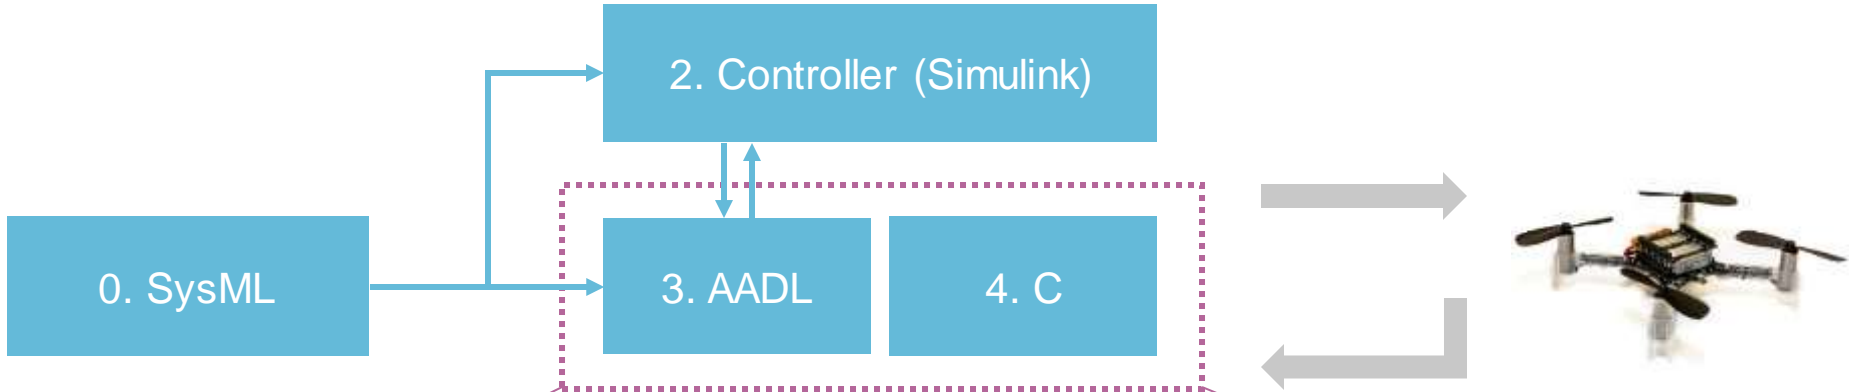 2. Controller (Simulink)
0. SysML
3. AADL
4. C